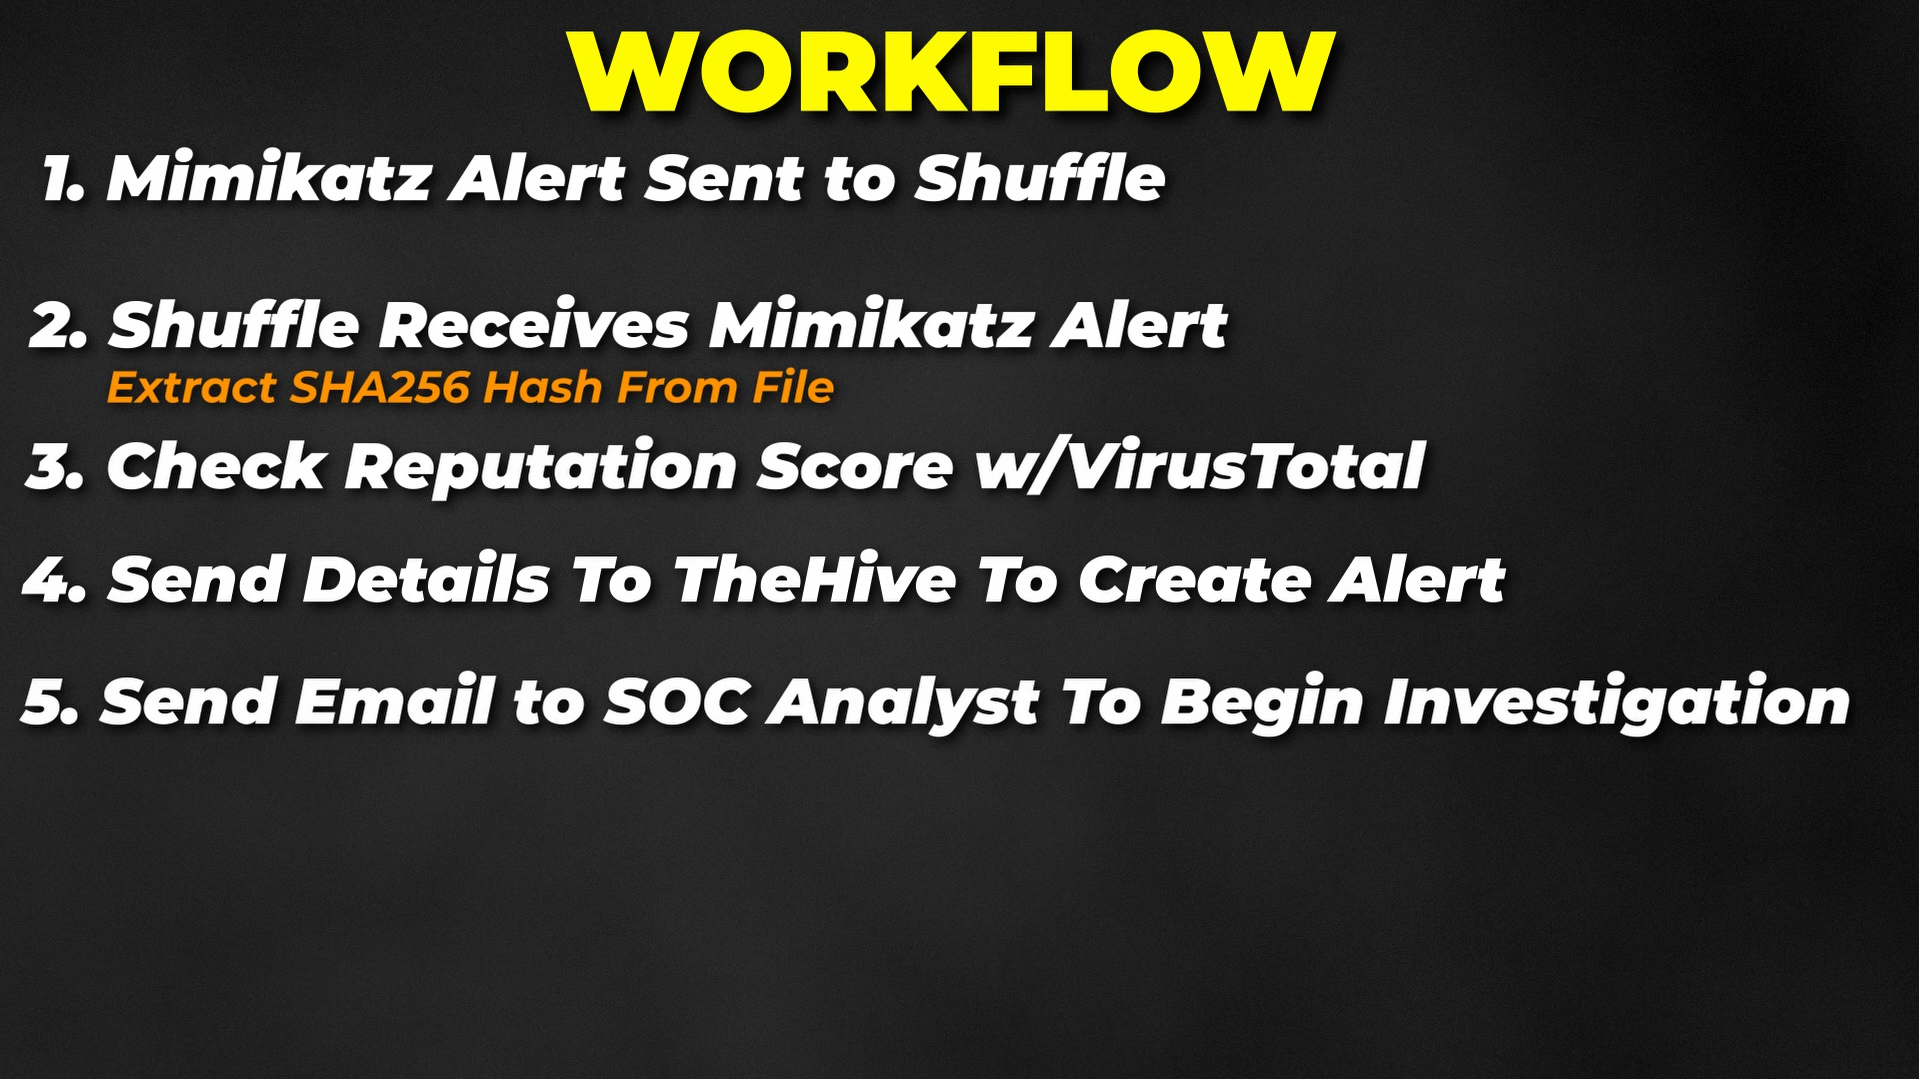 WORKFLOW
1. Mimikatz Alert Sent to Shuffle
2. Shuffle Receives Mimikatz Alert
Extract SHA256 Hash From File
3. Check Reputation Score w/VirusTotal
4. Send Details To TheHive To Create Alert
5. Send Email to SOC Analyst To Begin Investigation